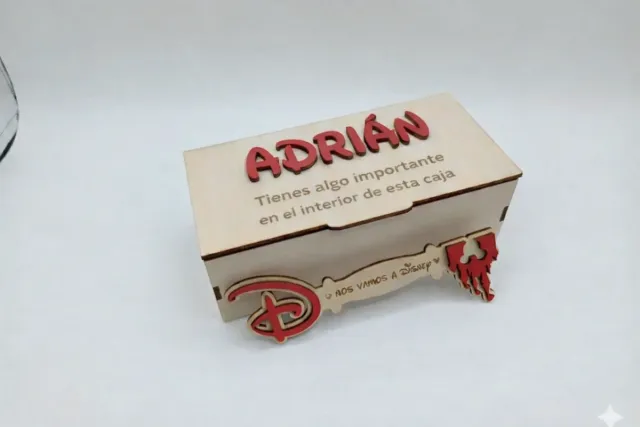 ADRIÁN
Tienes algo importante
en el interior de esta caja
D NOS VAMOS A DISNEY